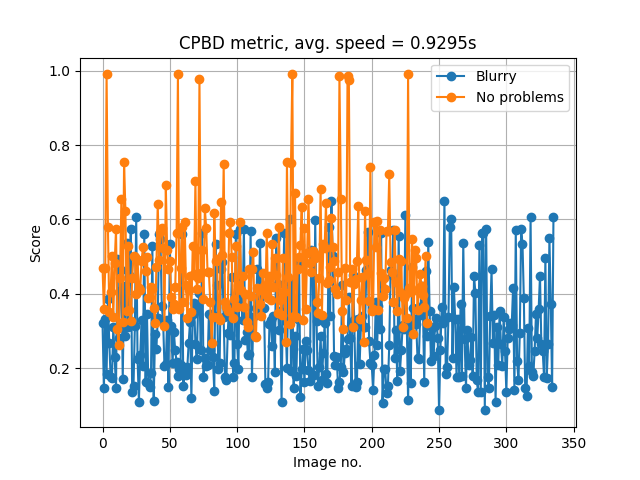 CPBD metric, avg. speed = 0.9295s
Blurry
No problems
Score
1.0
0.8
0.6
0.4
0.2
0 50 100 150 200 250 300 350
Image no.